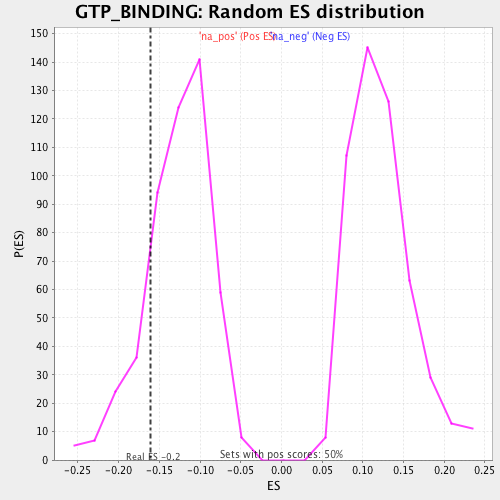 GTP_BINDING: Random ES distribution
'na_pos' (Pos ES) 'na_neg' (Neg ES)
150
140
130
120
110
100
90
80
70
60
50
40
30
20
10
0
P(ES)
Real ES -0.2
Sets with pos scores: 50%
-0.25 -0.20 -0.15 -0.10 -0.05 0.00 0.05 0.10 0.15 0.20 0.25
ES